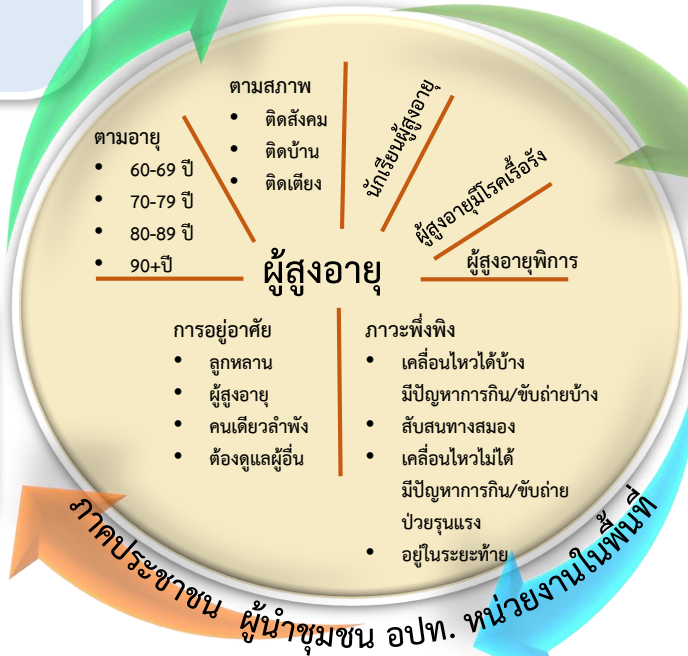 ตามสภาพ
• ติดสังคม
• ติดบ้าน
• ติดเตียง
ตามอายุ
• 60-69 ปี
• 70-79 ปี
• 80-89 ปี
• 90+ปี
นักเรียนผู้สูงอายุ
ผู้สูงอายุมีโรคเรื้อรัง
ผู้สูงอายุพิการ
ผู้สูงอายุ
การอยู่อาศัย
• ลูกหลาน
• ผู้สูงอายุ
• คนเดียวลำพัง
• ต้องดูแลผู้อื่น
ภาวะพึ่งพิง
• เคลื่อนไหวได้บ้าง
มีปัญหาการกิน/ขับถ่ายบ้าง
• สับสนทางสมอง
• เคลื่อนไหวไม่ได้
มีปัญหาการกิน/ขับถ่าย
ป่วยรุนแรง
• อยู่ในระยะท้าย
ภาคประชาชน ผู้นำชุมชน อปท. หน่วยงานในพื้นที่